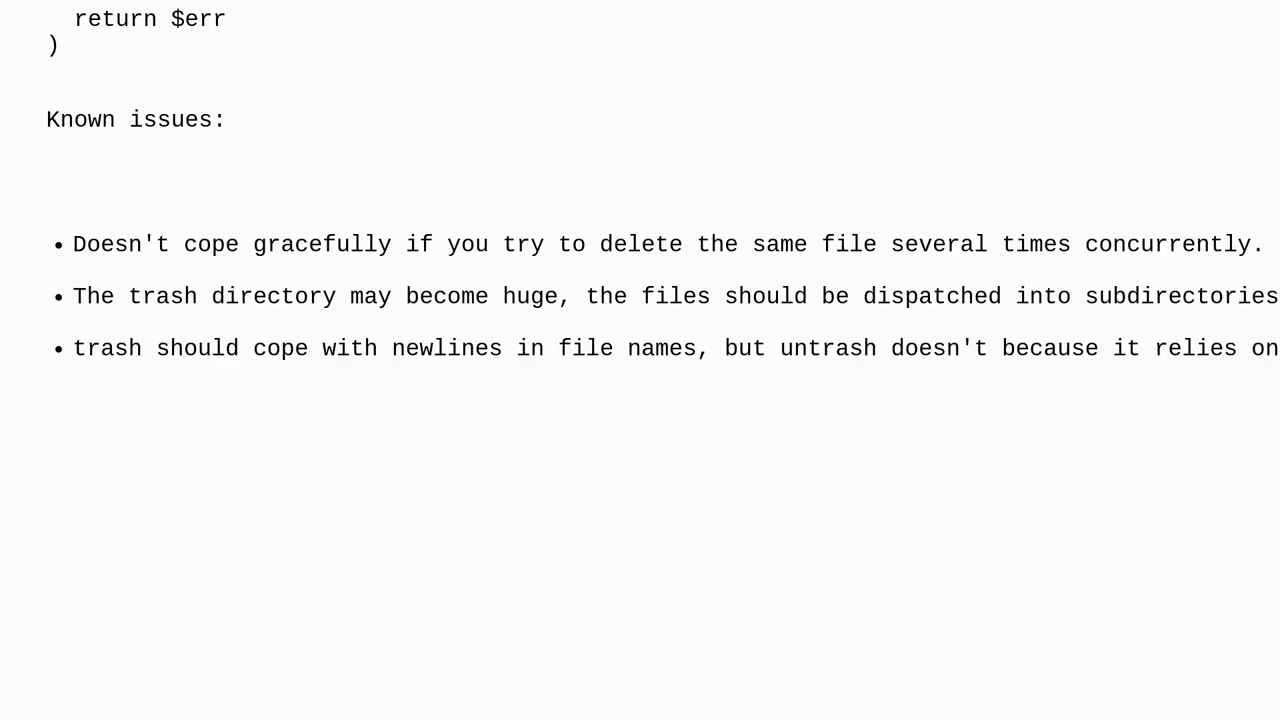 return $err
)
Known issues:
• Doesn't cope gracefully if you try to delete the same file several times concurrently.
• The trash directory may become huge, the files should be dispatched into subdirectories
• trash should cope with newlines in file names, but untrash doesn't because it relies on